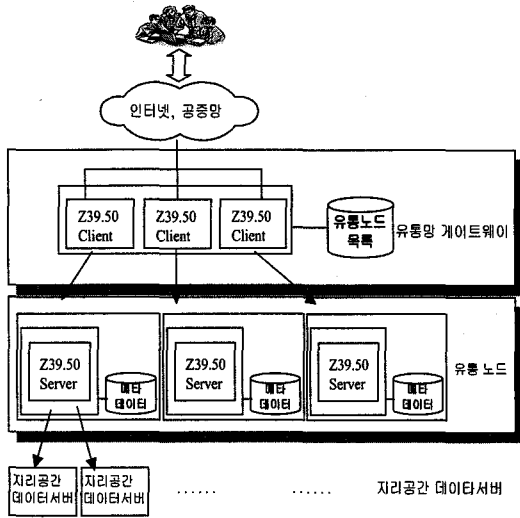 인터넷, 공중망
Z39.50
Client
Z39.50
Client
Z39.50
Client
유통노드
목록
유통망 게이트웨이
Z39.50
Server
메타
데이터
Z39.50
Server
메타
데이터
Z39.50
Server
메타
데이터
유통 노드
지리공간
데이터서버
지리공간
데이터서버
......
......
지리공간 데이타서버